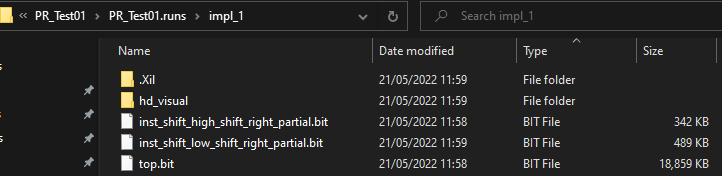 « PR_Test01 > PR_Test01.runs > impl_1 Search impl_1
Name Date modified Type Size
.Xil 21/05/2022 11:59 File folder
hd_visual 21/05/2022 11:59 File folder
inst_shift_high_shift_right_partial.bit 21/05/2022 11:58 BIT File 342 KB
inst_shift_low_shift_right_partial.bit 21/05/2022 11:59 BIT File 489 KB
top.bit 21/05/2022 11:58 BIT File 18,859 KB